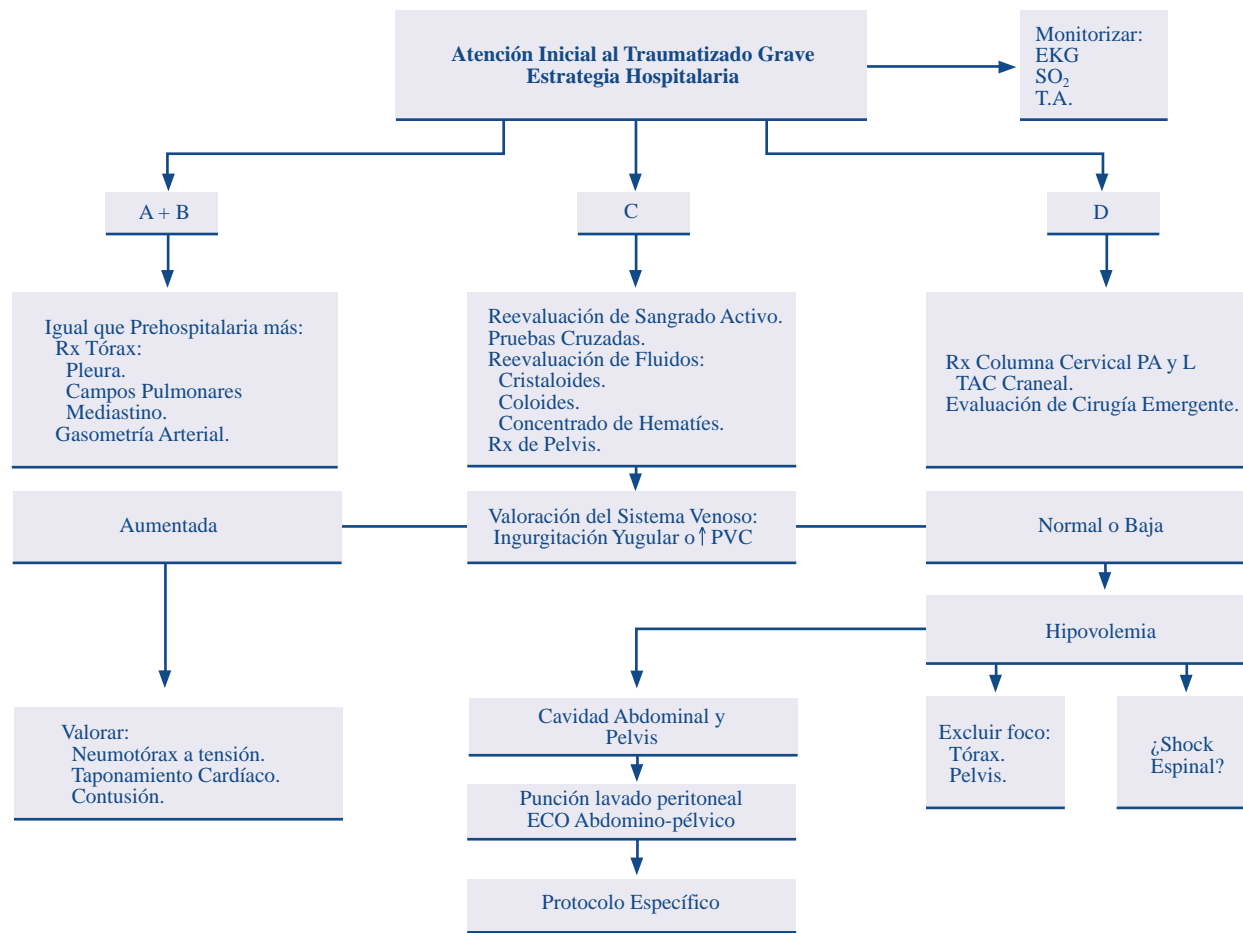 Atención Inicial al Traumatizado Grave
Estrategia Hospitalaria
Monitorizar:
EKG
SO₂
T.A.
A + B
C
D
Igual que Prehospitalaria más:
Rx Tórax:
Pleura.
Campos Pulmonares
Mediastino.
Gasometría Arterial.
Reevaluación de Sangrado Activo.
Pruebas Cruzadas.
Reevaluación de Fluidos:
Cristaloides.
Coloides.
Concentrado de Hematíes.
Rx de Pelvis.
Rx Columna Cervical PA y L
TAC Craneal.
Evaluación de Cirugía Emergente.
Aumentada
Valoración del Sistema Venoso:
Ingurgitación Yugular o ↑ PVC
Normal o Baja
Hipovolemia
Valorar:
Neumotórax a tensión.
Taponamiento Cardíaco.
Contusión.
Cavidad Abdominal y
Pelvis
Excluir foco:
Tórax.
Pelvis.
¿Shock
Espinal?
Punción lavado peritoneal
ECO Abdomino-pélvico
Protocolo Específico